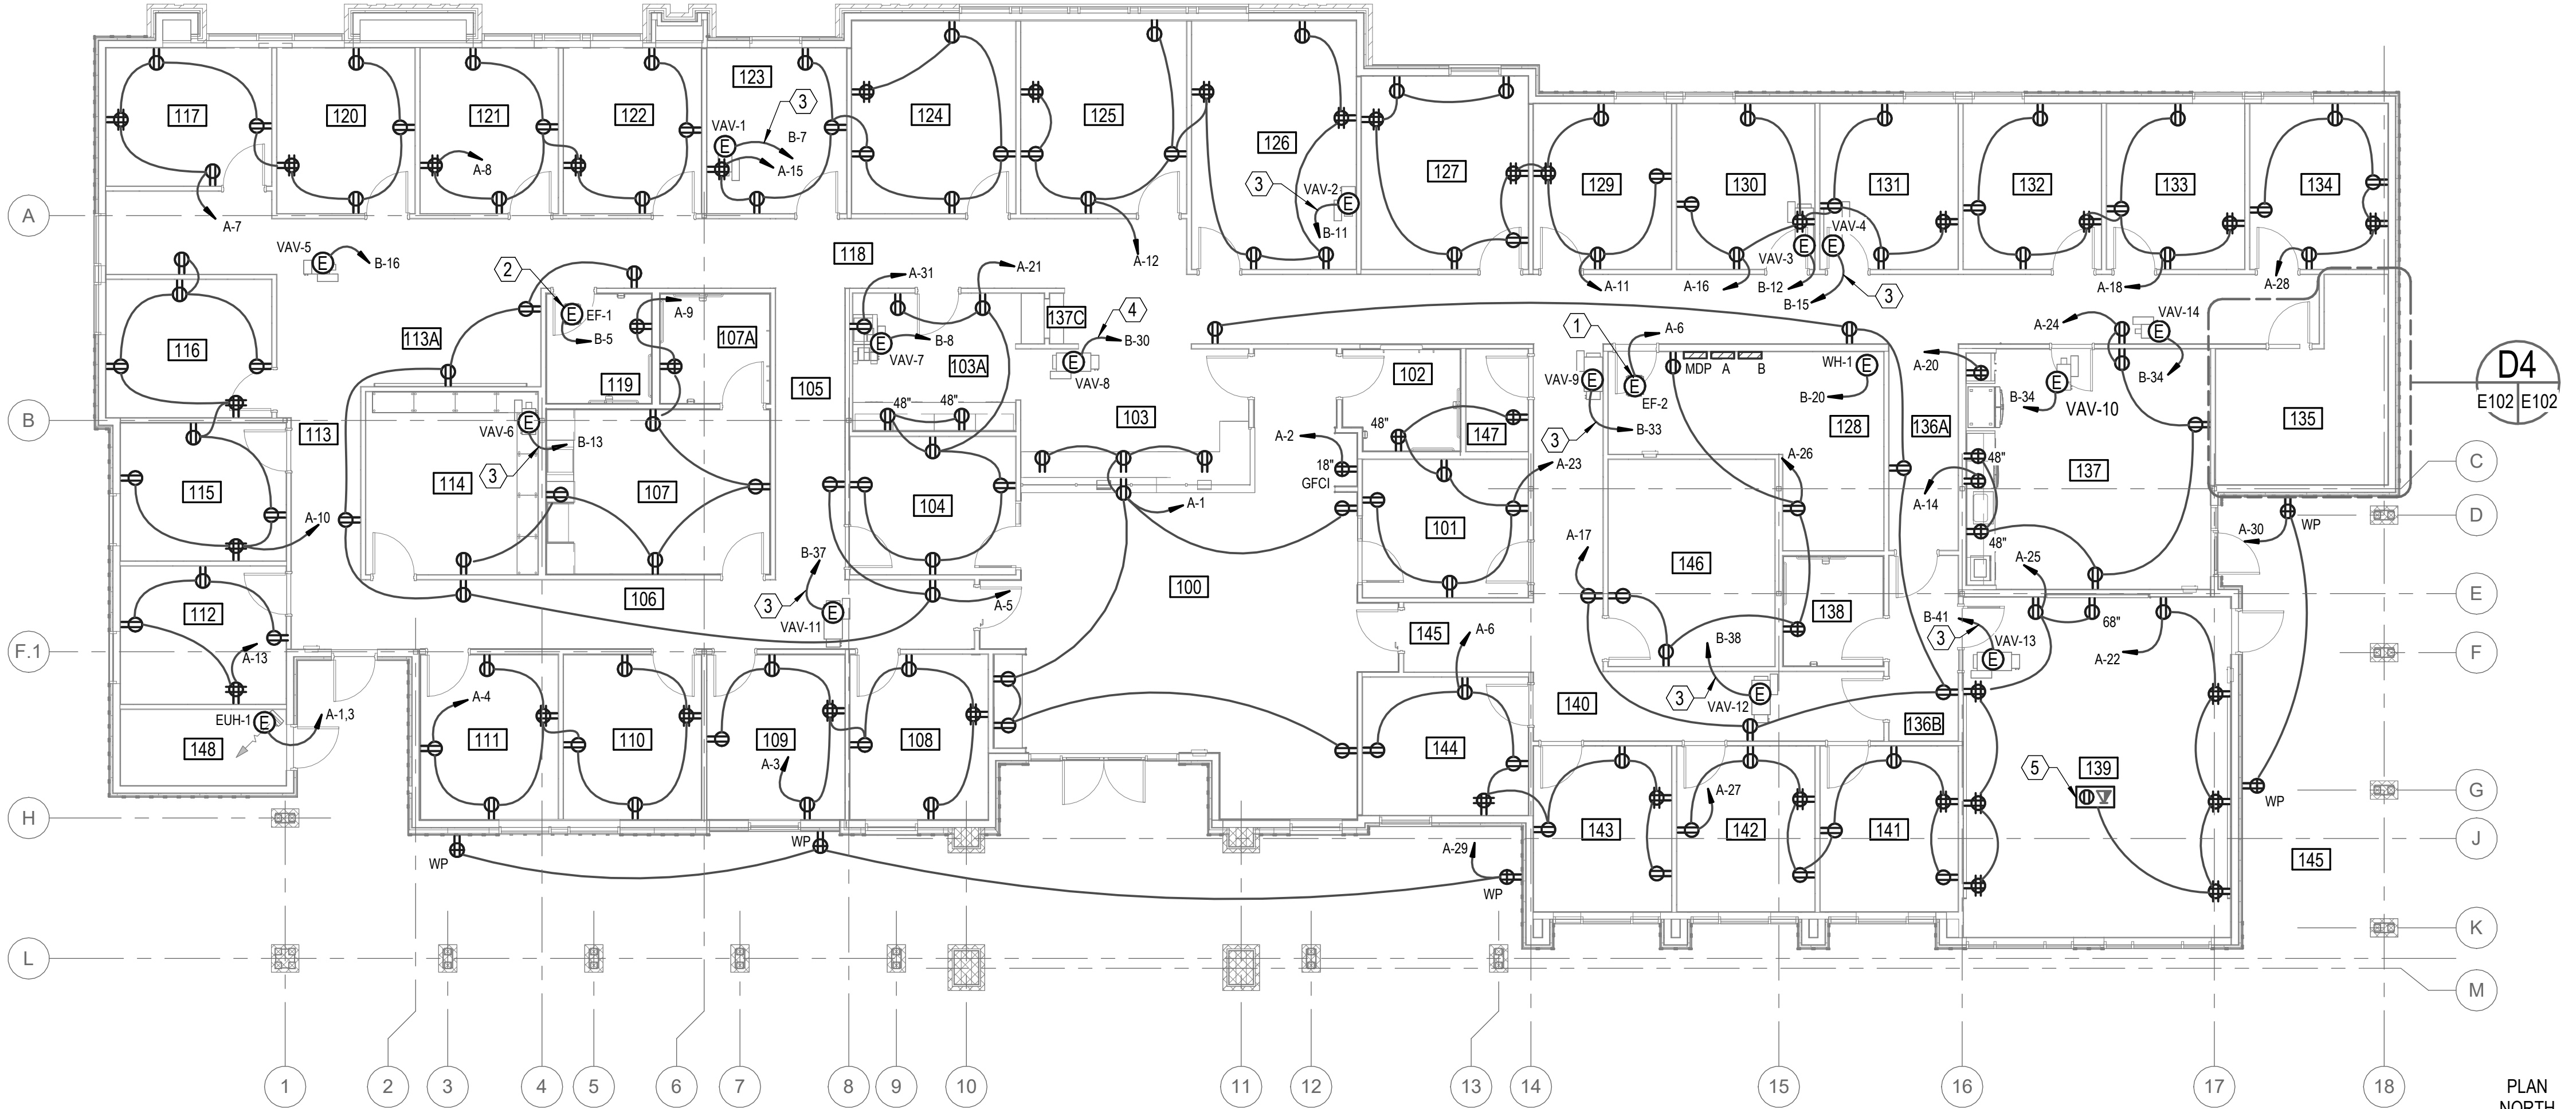 123
3
117
120
121
122
VAV-1
B-7
A-8
A-15
124
125
126
127
129
130
131
132
133
134
A
A-7
3
VAV-2
B-11
VAV-5
E
B-16
118
A-12
VAV-3
VAV-4
2
A-31
A-21
A-11
A-16
B-12
B-15
3
A-18
A-28
EF-1
B-5
A-9
113A
107A
137C
4
B-30
116
VAV-7
B-8
103A
VAV-8
119
105
102
VAV-9
1
A-6
EF-2
MDP
A
B
WH-1
B-20
A-24
VAV-14
A-20
B-34
B-34
VAV-10
D4
E102
E102
B
113
VAV-6
B-13
3
48"
48"
103
A-2
18"
GFCI
48"
147
3
B-33
128
136A
135
115
114
107
104
A-1
101
A-23
A-26
48"
A-14
137
C
A-10
D
A-30
WP
48"
B-37
A-17
146
A-25
112
106
3
VAV-11
A-5
100
138
E
F.1
A-13
145
A-6
B-38
B-41
3
VAV-13
68"
A-22
F
EUH-1
A-1,3
148
A-4
111
110
109
A-3
108
144
140
3
VAV-12
136B
5
139
G
WP
H
143
A-27
142
141
J
WP
WP
A-29
WP
145
K
L
M
1
2
3
4
5
6
7
8
9
10
11
12
13
14
15
16
17
18
PLAN
NORTH